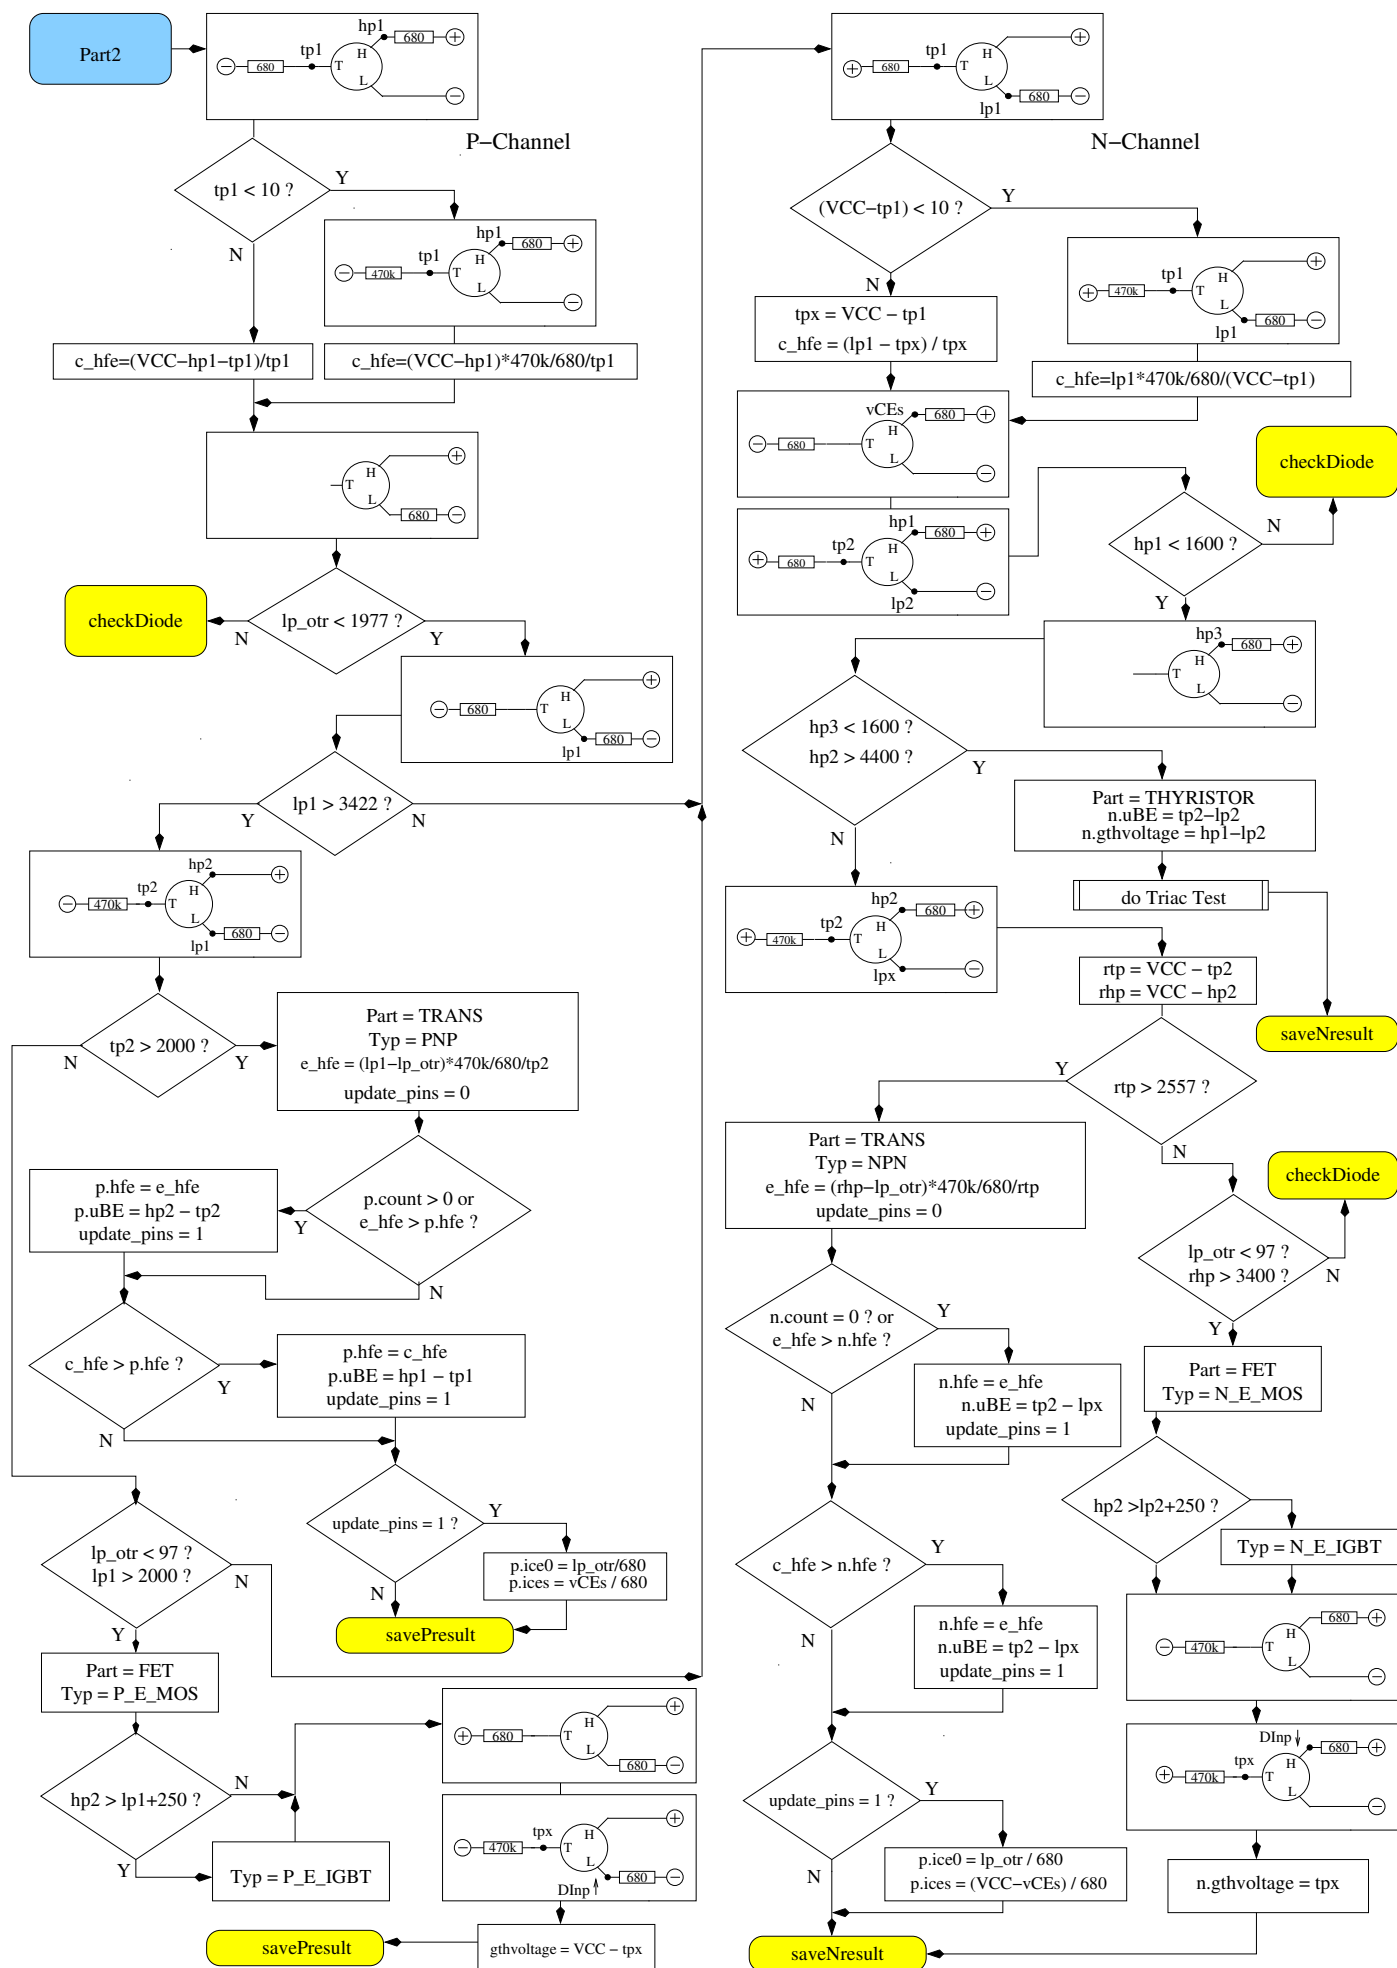 Part2
hp1
680
+
tp1
−
680
T
H
L
−
P−Channel
tp1 < 10 ?
Y
N
hp1
680
+
tp1
−
470k
T
H
L
−
c_hfe=(VCC−hp1−tp1)/tp1
c_hfe=(VCC−hp1)*470k/680/tp1
T
H
L
+
680
−
checkDiode
N
lp_otr < 1977 ?
Y
−
680
T
H
L
+
lp1
680
−
lp1 > 3422 ?
Y
N
hp2
+
tp2
−
470k
T
H
L
lp1
680
−
tp2 > 2000 ?
N
Y
Part = TRANS
Typ = PNP
e_hfe = (lp1−lp_otr)*470k/680/tp2
update_pins = 0
p.count > 0 or
e_hfe > p.hfe ?
Y
N
p.hfe = e_hfe
p.uBE = hp2 − tp2
update_pins = 1
c_hfe > p.hfe ?
Y
N
p.hfe = c_hfe
p.uBE = hp1 − tp1
update_pins = 1
update_pins = 1 ?
Y
N
p.ice0 = lp_otr/680
p.ices = vCEs / 680
savePresult
lp_otr < 97 ?
lp1 > 2000 ?
N
Y
Part = FET
Typ = P_E_MOS
hp2 > lp1+250 ?
N
Y
Typ = P_E_IGBT
+
680
T
H
L
+
680
−
tpx
−
470k
T
H
L
+
680
−
DInp
gthvoltage = VCC − tpx
savePresult
tp1
+
680
T
H
L
+
lp1
680
−
N−Channel
(VCC−tp1) < 10 ?
Y
N
tp1
+
470k
T
H
L
+
lp1
680
−
tpx = VCC − tp1
c_hfe = (lp1 − tpx) / tpx
c_hfe=lp1*470k/680/(VCC−tp1)
vCEs
680
+
−
680
T
H
L
−
hp1
680
+
tp2
+
680
T
H
L
lp2
−
checkDiode
hp1 < 1600 ?
N
Y
hp3
680
+
T
H
L
−
hp3 < 1600 ?
hp2 > 4400 ?
Y
N
Part = THYRISTOR
n.uBE = tp2−lp2
n.gthvoltage = hp1−lp2
do Triac Test
saveNresult
hp2
680
+
tp2
+
470k
T
H
L
lpx
−
rtp = VCC − tp2
rhp = VCC − hp2
rtp > 2557 ?
Y
N
Part = TRANS
Typ = NPN
e_hfe = (rhp−lp_otr)*470k/680/rtp
update_pins = 0
checkDiode
lp_otr < 97 ?
rhp > 3400 ?
N
Y
n.count = 0 ? or
e_hfe > n.hfe ?
Y
N
n.hfe = e_hfe
n.uBE = tp2 − lpx
update_pins = 1
Part = FET
Typ = N_E_MOS
hp2 >lp2+250 ?
Y
Typ = N_E_IGBT
c_hfe > n.hfe ?
Y
N
n.hfe = e_hfe
n.uBE = tp2 − lpx
update_pins = 1
680
+
−
470k
T
H
L
−
DInp
680
+
tpx
+
470k
T
H
L
−
update_pins = 1 ?
Y
N
p.ice0 = lp_otr / 680
p.ices = (VCC−vCEs) / 680
n.gthvoltage = tpx
saveNresult